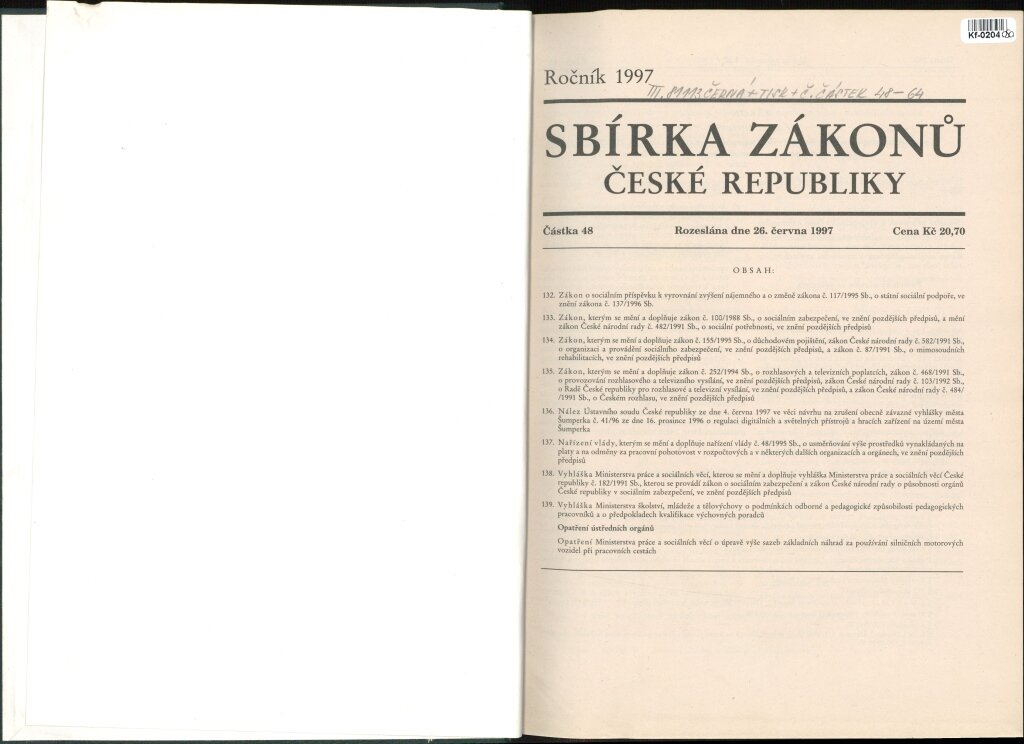 Kf-0204
Ročník 1997
ČERNÁ + TISK + Č. ČÁSTEK 48-64
SBÍRKA ZÁKONŮ
ČESKÉ REPUBLIKY
Částka 48 Rozeslána dne 26. června 1997 Cena Kč 20,70
OBSAH:
132. Zákon o sociálním příspěvku k vyrovnání zvýšení nájemného a o změně zákona č. 117/1995 Sb., o státní sociální podpoře, ve
znění zákona č. 137/1996 Sb.
133. Zákon, kterým se mění a doplňuje zákon č. 100/1988 Sb., o sociálním zabezpečení, ve znění pozdějších předpisů, a mění
zákon České národní rady č. 482/1991 Sb., o sociální potřebnosti, ve znění pozdějších předpisů
134. Zákon, kterým se mění a doplňuje zákon č. 155/1995 Sb., o důchodovém pojištění, zákon České národní rady č. 582/1991 Sb.,
o organizaci a provádění sociálního zabezpečení, ve znění pozdějších předpisů, a zákon č. 87/1991 Sb., o mimosoudních
rehabilitacích, ve znění pozdějších předpisů
135. Zákon, kterým se mění a doplňuje zákon č. 252/1994 Sb., o rozhlasových a televizních poplatcích, zákon č. 468/1991 Sb.,
o provozování rozhlasového a televizního vysílání, ve znění pozdějších předpisů, zákon České národní rady č. 103/1992 Sb.,
o Radě České republiky pro rozhlasové a televizní vysílání, ve znění pozdějších předpisů, a zákon České národní rady č. 484/
/1991 Sb., o Českém rozhlasu, ve znění pozdějších předpisů
136. Nález Ústavního soudu České republiky ze dne 4. června 1997 ve věci návrhu na zrušení obecně závazné vyhlášky města
Šumperka č. 41/96 ze dne 16. prosince 1996 o regulaci digitálních a světelných přístrojů a hracích zařízení na území města
Šumperka
137. Nařízení vlády, kterým se mění a doplňuje nařízení vlády č. 48/1995 Sb., o usměrňování výše prostředků vynakládaných na
platy a na odměny za pracovní pohotovost v rozpočtových a v některých dalších organizacích a orgánech, ve znění pozdějších
předpisů
138. Vyhláška Ministerstva práce a sociálních věcí, kterou se mění a doplňuje vyhláška Ministerstva práce a sociálních věcí České
republiky č. 182/1991 Sb., kterou se provádí zákon o sociálním zabezpečení a zákon České národní rady o působnosti orgánů
České republiky v sociálním zabezpečení, ve znění pozdějších předpisů
139. Vyhláška Ministerstva školství, mládeže a tělovýchovy o podmínkách odborné a pedagogické způsobilosti pedagogických
pracovníků a o předpokladech kvalifikace výchovných poradců
Opatření ústředních orgánů
Opatření Ministerstva práce a sociálních věcí o úpravě výše sazeb základních náhrad za používání silničních motorových
vozidel při pracovních cestách